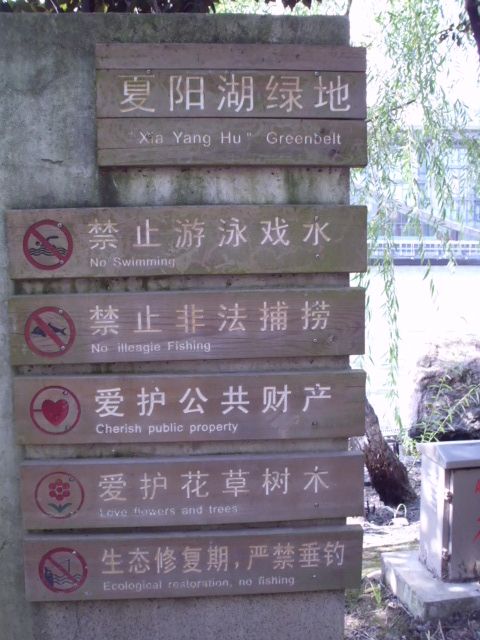 夏阳湖绿地
"Xia Yang Hu" Greenbelt
禁止游泳戏水
No Swimming
禁止非法捕捞
No illeagie Fishing
爱护公共财产
Cherish public property
爱护花草树木
Love flowers and trees
生态修复期，严禁垂钓
Ecological restoration, no fishing